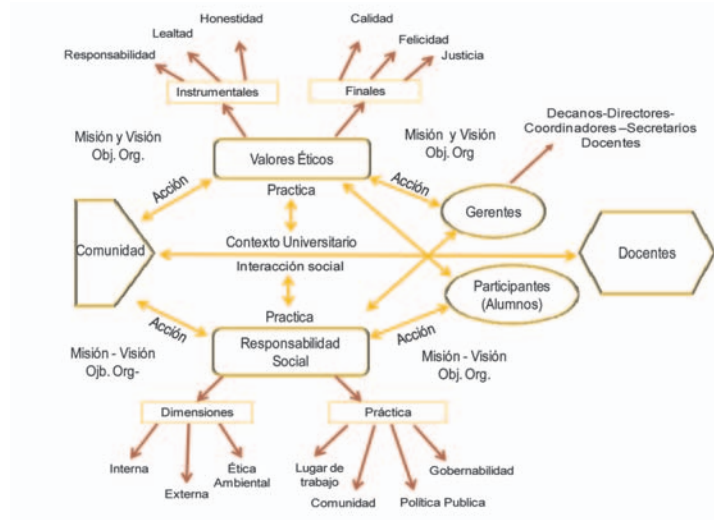 Honestidad
Lealtad
Responsabilidad
Calidad
Felicidad
Justicia
Instrumentales
Finales
Decanos-Directores-
Coordinadores –Secretarios
Docentes
Misión y Visión
Obj. Org.
Valores Éticos
Misión y Visión
Obj. Org
Acción
Practica
Acción
Gerentes
Comunidad
Contexto Universitario
Interacción social
Docentes
Participantes
(Alumnos)
Practica
Acción
Responsabilidad
Social
Acción
Misión - Visión
Ojb. Org-
Misión - Visión
Obj. Org.
Dimensiones
Práctica
Interna
Externa
Ética
Ambiental
Lugar de
trabajo
Comunidad
Política Publica
Gobernabilidad